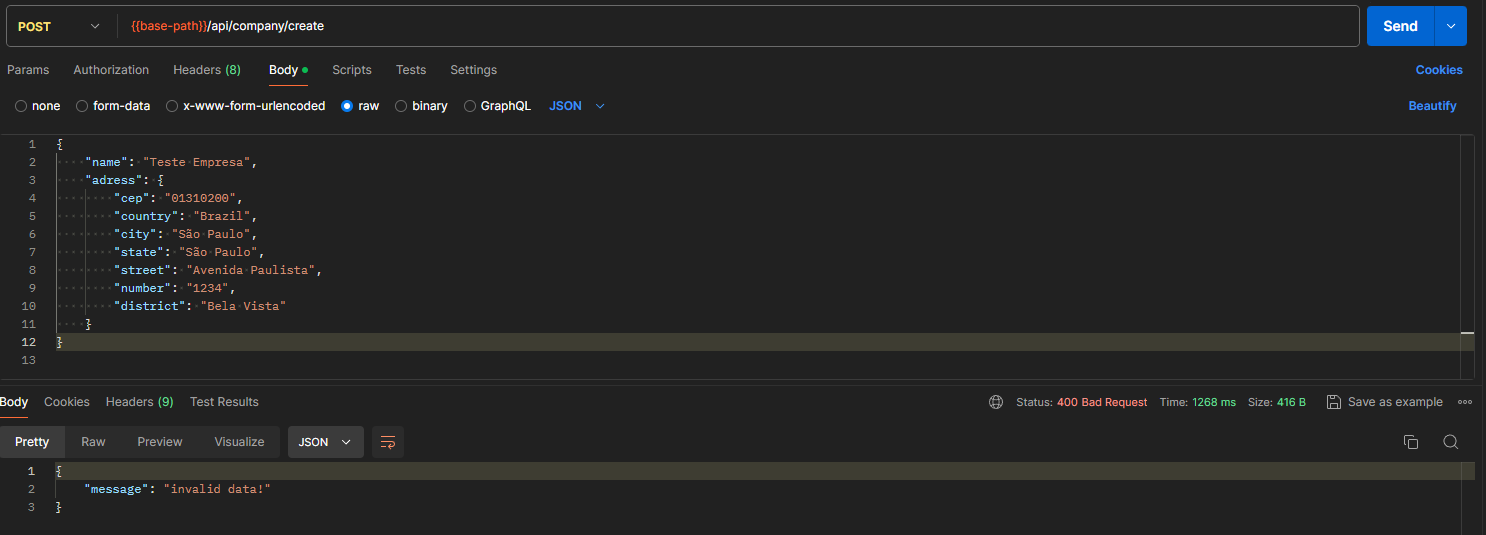 POST {{base-path}}/api/company/create Send
Params Authorization Headers (8) Body Scripts Tests Settings Cookies
none form-data x-www-form-urlencoded raw binary GraphQL JSON Beautify
1 {
2 "name": "Teste Empresa",
3 "adress": {
4 "cep": "01310200",
5 "country": "Brazil",
6 "city": "São Paulo",
7 "state": "São Paulo",
8 "street": "Avenida Paulista",
9 "number": "1234",
10 "district": "Bela Vista"
11 }
12 }
13
Body Cookies Headers (9) Test Results Status: 400 Bad Request Time: 1268 ms Size: 416 B Save as example
Pretty Raw Preview Visualize JSON
1 {
2 "message": "invalid data!"
3 }